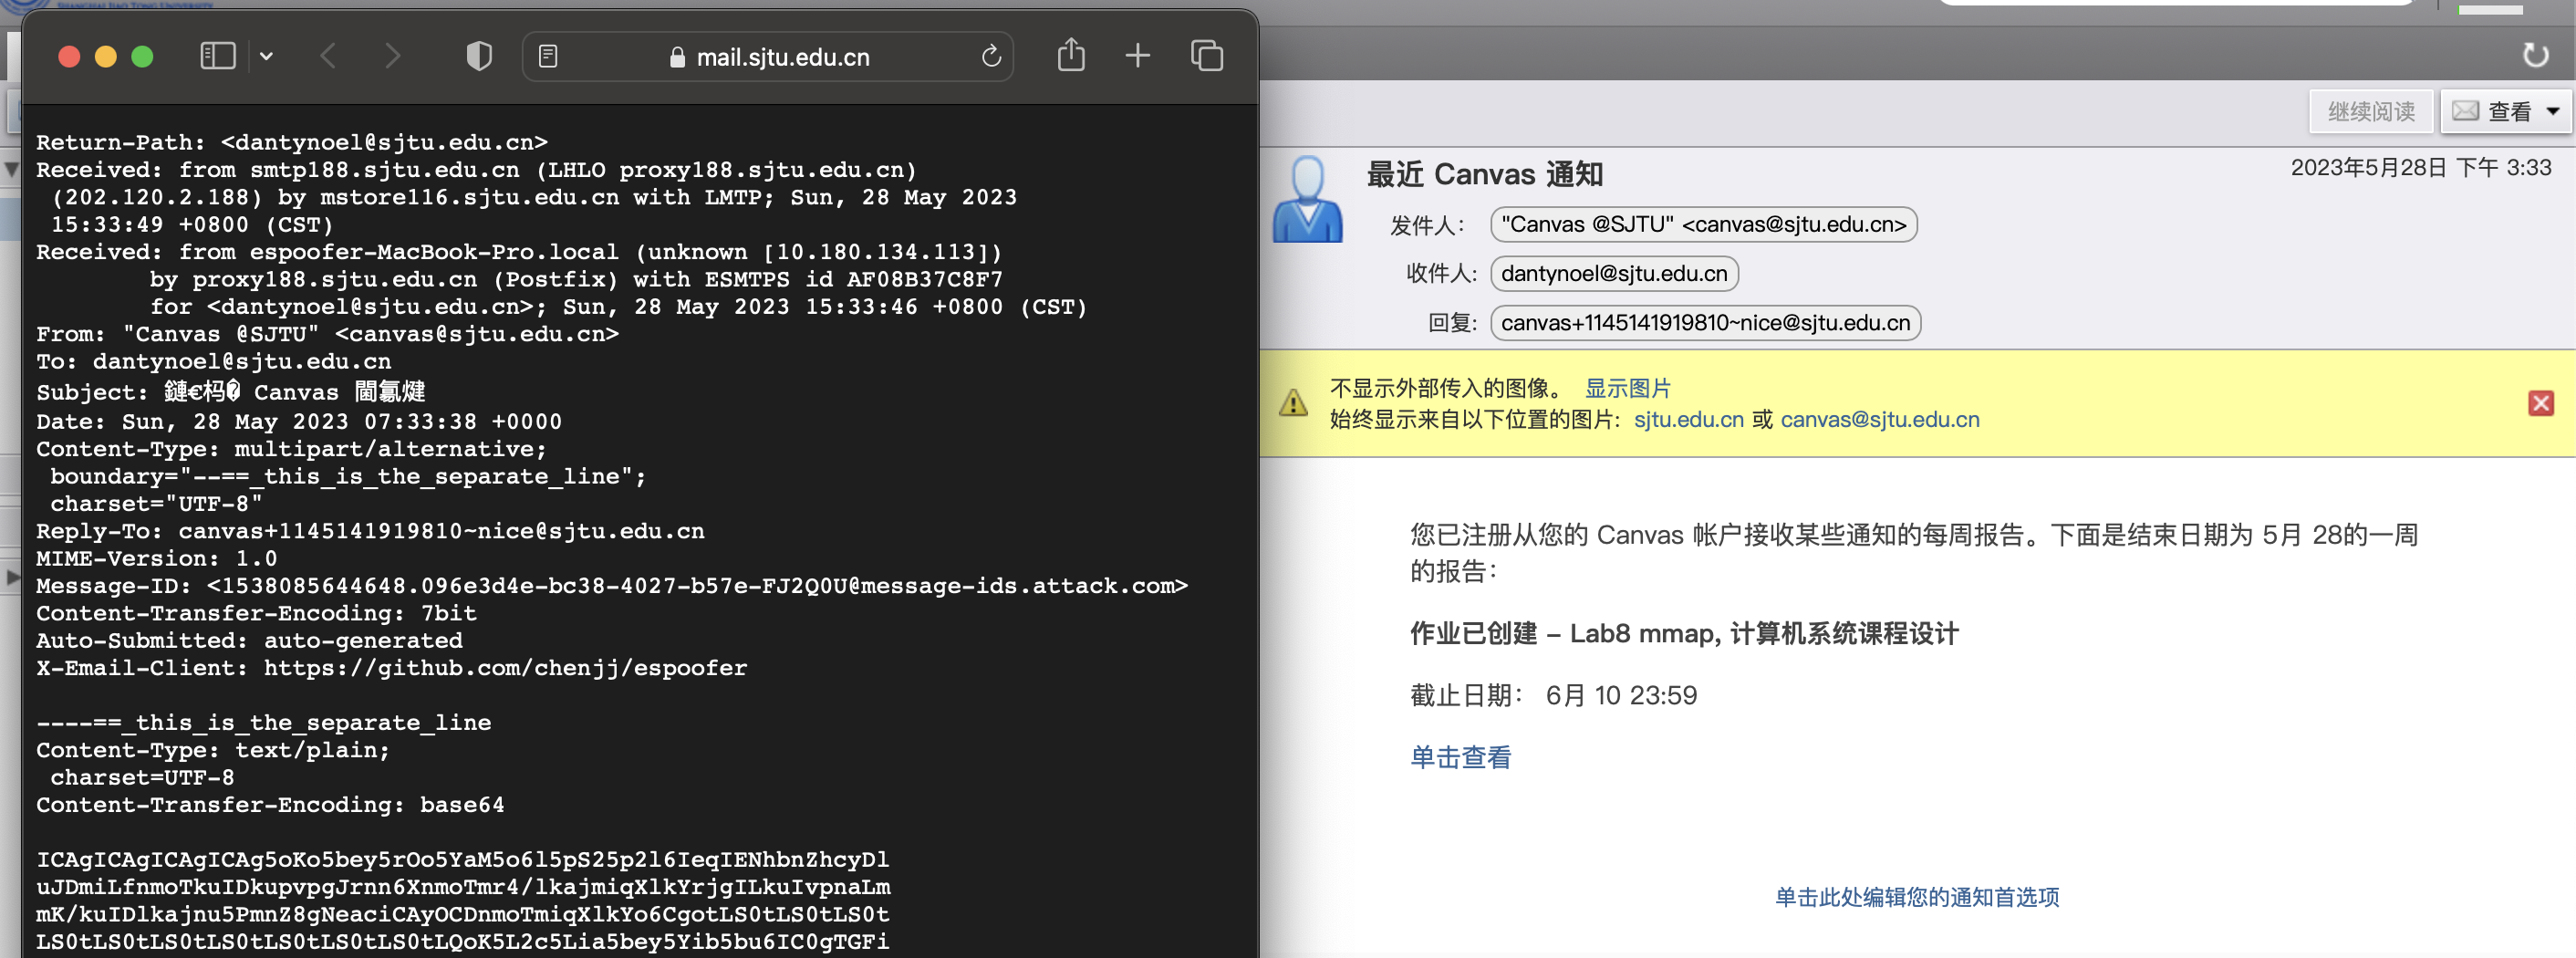 SHANGHAI JIAO TONG UNIVERSITY
mail.sjtu.edu.cn
Return-Path: <dantynoel@sjtu.edu.cn>
Received: from smtp188.sjtu.edu.cn (LHLO proxy188.sjtu.edu.cn)
(202.120.2.188) by mstore116.sjtu.edu.cn with LMTP; Sun, 28 May 2023
15:33:49 +0800 (CST)
Received: from espoofer-MacBook-Pro.local (unknown [10.180.134.113])
by proxy188.sjtu.edu.cn (Postfix) with ESMTPS id AF08B37C8F7
for <dantynoel@sjtu.edu.cn>; Sun, 28 May 2023 15:33:46 +0800 (CST)
From: "Canvas @SJTU" <canvas@sjtu.edu.cn>
To: dantynoel@sjtu.edu.cn
Subject: 鏈€杩� Canvas 閫氱煡
Date: Sun, 28 May 2023 07:33:38 +0000
Content-Type: multipart/alternative;
boundary="--==_this_is_the_separate_line";
charset="UTF-8"
Reply-To: canvas+1145141919810~nice@sjtu.edu.cn
MIME-Version: 1.0
Message-ID: <1538085644648.096e3d4e-bc38-4027-b57e-FJ2Q0U@message-ids.attack.com>
Content-Transfer-Encoding: 7bit
Auto-Submitted: auto-generated
X-Email-Client: https://github.com/chenjj/espoofer
----==_this_is_the_separate_line
Content-Type: text/plain;
charset=UTF-8
Content-Transfer-Encoding: base64
ICAgICAgICAgICAg5oKo5bey5rOo5YaM5o6l5pS25p2l6IeqIENhbnZhcyDl
uJDmiLfnmoTkuIDkupvpgJrnn6XnmoTmr4/lkajmiqXlkYrjgILkuIvpnaLm
mK/kuIDlkajnu5PmnZ8gNeaciCAyOCDnmoTmiqXlkYo6CgotLS0tLS0tLS0t
LS0tLS0tLS0tLS0tLS0tLS0tLQoK5L2c5Lia5bey5Yib5bu6IC0gTGFi
继续阅读
查看
最近 Canvas 通知
2023年5月28日 下午 3:33
发件人: "Canvas @SJTU" <canvas@sjtu.edu.cn>
收件人: dantynoel@sjtu.edu.cn
回复: canvas+1145141919810~nice@sjtu.edu.cn
不显示外部传入的图像。 显示图片
始终显示来自以下位置的图片: sjtu.edu.cn 或 canvas@sjtu.edu.cn
您已注册从您的 Canvas 帐户接收某些通知的每周报告。下面是结束日期为 5月 28的一周
的报告:
作业已创建 - Lab8 mmap, 计算机系统课程设计
截止日期: 6月 10 23:59
单击查看
单击此处编辑您的通知首选项